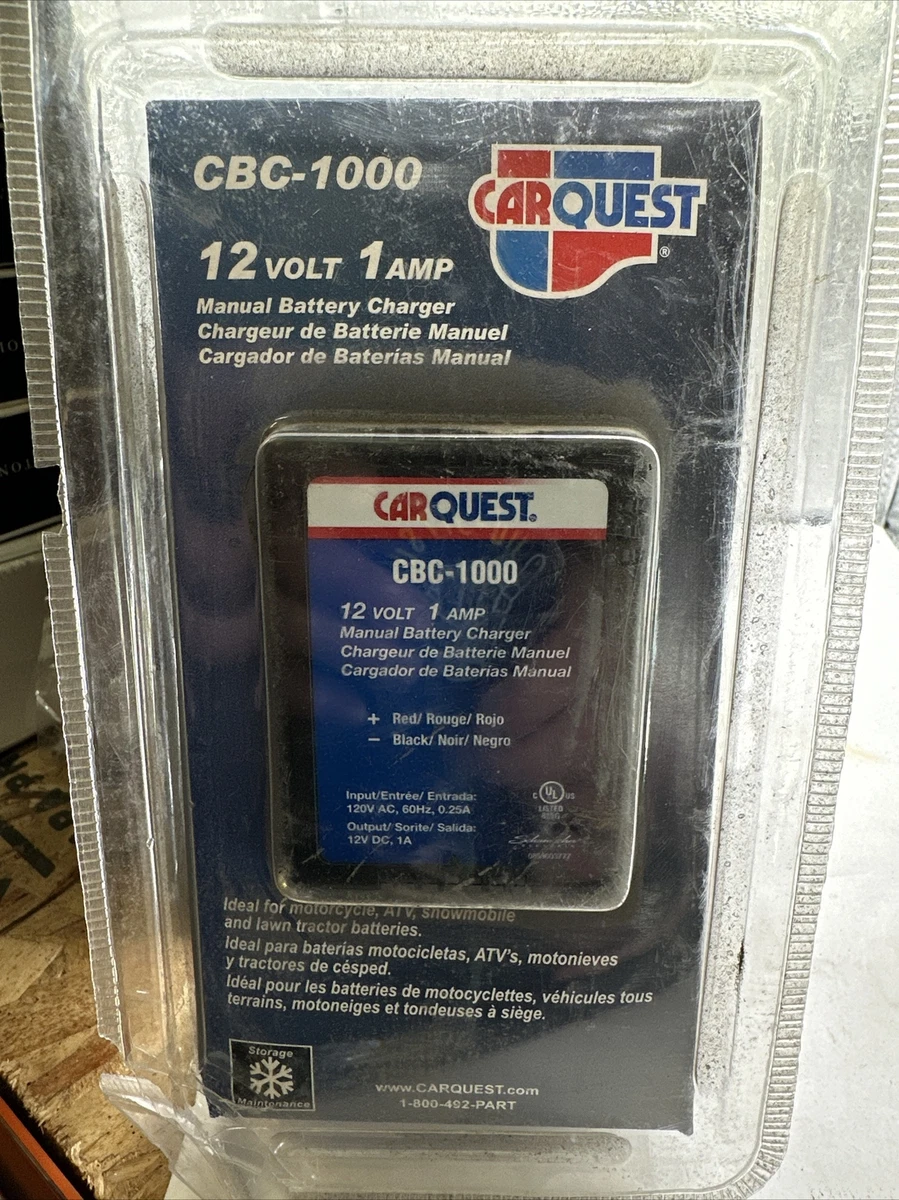 CBC-1000
CARQUEST
®
12 VOLT 1 AMP
Manual Battery Charger
Chargeur de Batterie Manuel
Cargador de Baterías Manual
CARQUEST
CBC-1000
12 VOLT 1 AMP
Manual Battery Charger
Chargeur de Batterie Manuel
Cargador de Baterías Manual
+ Red/ Rouge/ Rojo
− Black/ Noir/ Negro
Input/Entrée/ Entrada:
120V AC, 60Hz, 0.25A
Output/ Sorite/ Salida:
12V DC, 1A
C UL US
LISTED
Ideal for motorcycle, ATV, snowmobile
and lawn tractor batteries.
Ideal para baterías motocicletas, ATV's, motonieves
y tractores de césped.
Idéal pour les batteries de motocyclettes, véhicules tous
terrains, motoneiges et tondeuses à siège.
Storage
Maintenance
www.CARQUEST.com
1-800-492-PART